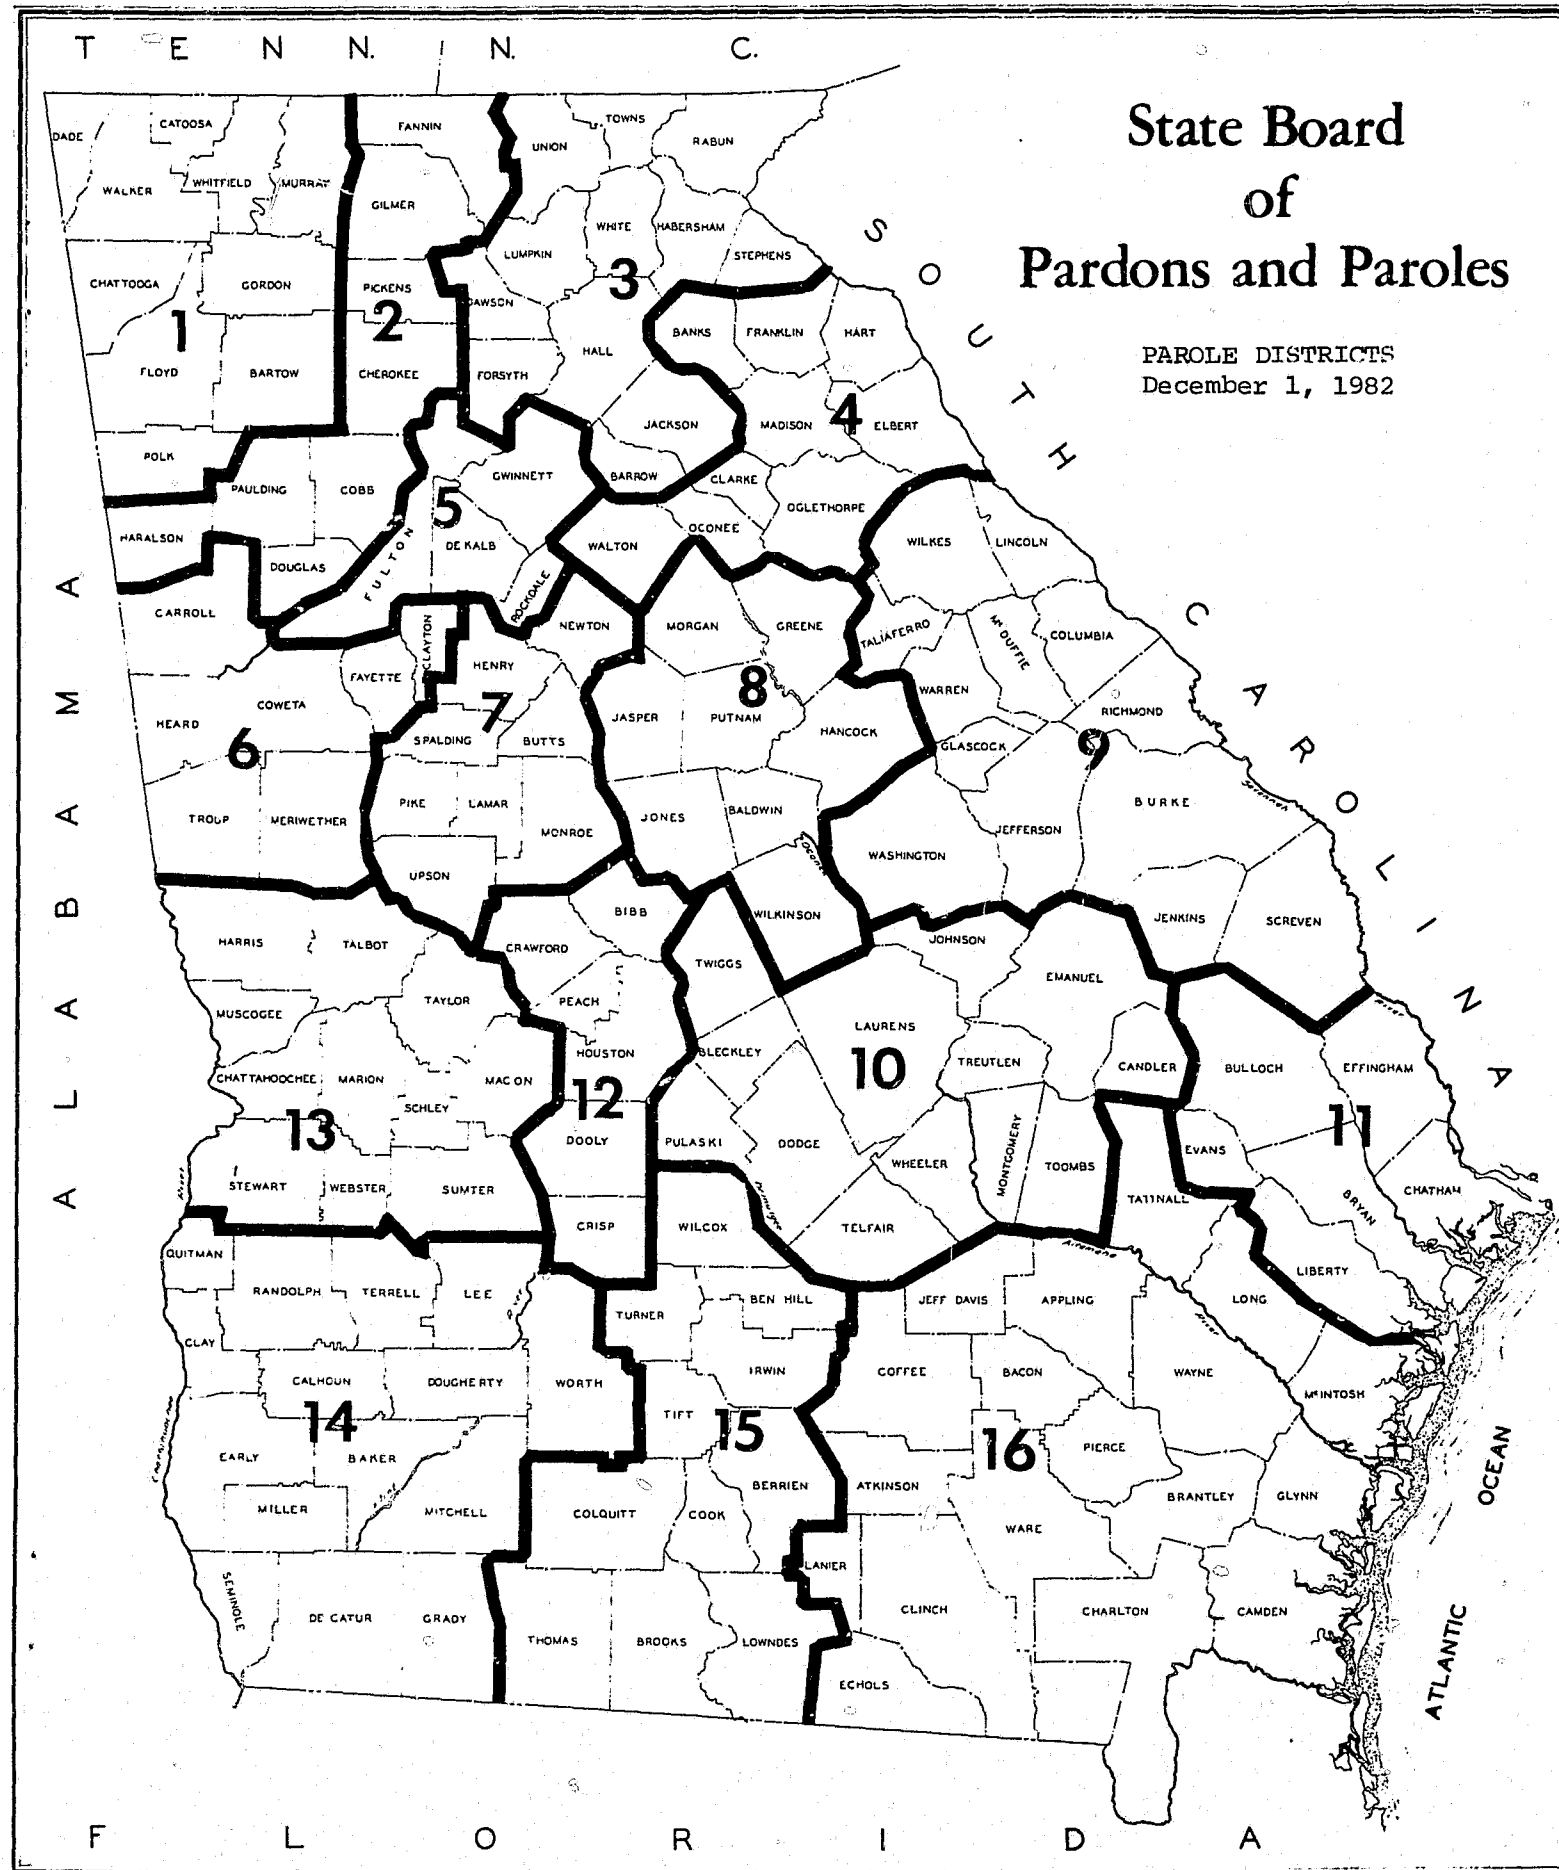 TENN. N. C.
State Board
of
Pardons and Paroles
PAROLE DISTRICTS
December 1, 1982
SOUTH CAROLINA
ALABAMA
FLORIDA
ATLANTIC OCEAN
DADE
CATOOSA
WALKER
WHITFIELD
MURRAY
FANNIN
GILMER
UNION
TOWNS
RABUN
WHITE
HABERSHAM
LUMPKIN
STEPHENS
CHATTOOGA
GORDON
PICKENS
DAWSON
3
1
2
BANKS
FRANKLIN
HART
HALL
FLOYD
BARTOW
CHEROKEE
FORSYTH
JACKSON
MADISON
4
ELBERT
POLK
PAULDING
COBB
GWINNETT
BARROW
CLARKE
5
OGLETHORPE
OCONEE
HARALSON
DOUGLAS
FULTON
DE KALB
WALTON
WILKES
LINCOLN
CARROLL
CLAYTON
ROCKDALE
NEWTON
MORGAN
GREENE
TALIAFERRO
McDUFFIE
COLUMBIA
FAYETTE
HENRY
8
WARREN
HEARD
COWETA
7
SPALDING
BUTTS
JASPER
PUTNAM
HANCOCK
GLASCOCK
RICHMOND
6
9
TROUP
MERIWETHER
PIKE
LAMAR
MONROE
JONES
BALDWIN
JEFFERSON
BURKE
Savannah
UPSON
Oconee
WASHINGTON
BIBB
WILKINSON
JENKINS
SCREVEN
HARRIS
TALBOT
CRAWFORD
TWIGGS
JOHNSON
EMANUEL
MUSCOGEE
TAYLOR
PEACH
River
LAURENS
HOUSTON
BLECKLEY
10
TREUTLEN
CANDLER
BULLOCH
EFFINGHAM
CHATTAHOOCHEE
MARION
MACON
SCHLEY
12
13
DOOLY
PULASKI
DODGE
WHEELER
MONTGOMERY
TOOMBS
EVANS
11
River
STEWART
WEBSTER
SUMTER
TATTNALL
BRYAN
CHATHAM
CRISP
WILCOX
TELFAIR
Altamaha
QUITMAN
RANDOLPH
TERRELL
LEE
TURNER
BEN HILL
JEFF DAVIS
APPLING
LONG
LIBERTY
River
CLAY
CALHOUN
DOUGHERTY
WORTH
IRWIN
COFFEE
BACON
WAYNE
McINTOSH
14
TIFT
15
16
PIERCE
EARLY
BAKER
BERRIEN
ATKINSON
BRANTLEY
GLYNN
MILLER
MITCHELL
COLQUITT
COOK
WARE
LANIER
SEMINOLE
DECATUR
GRADY
THOMAS
BROOKS
LOWNDES
CLINCH
CHARLTON
CAMDEN
ECHOLS